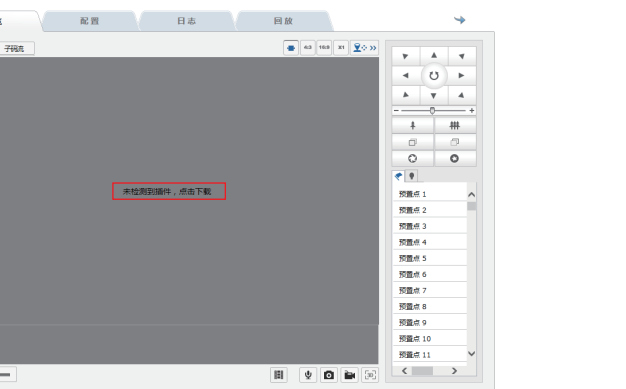 配置 日志 回放
子码流
4:3 16:9 X1
未检测到插件，点击下载
预置点 1
预置点 2
预置点 3
预置点 4
预置点 5
预置点 6
预置点 7
预置点 8
预置点 9
预置点 10
预置点 11
3D